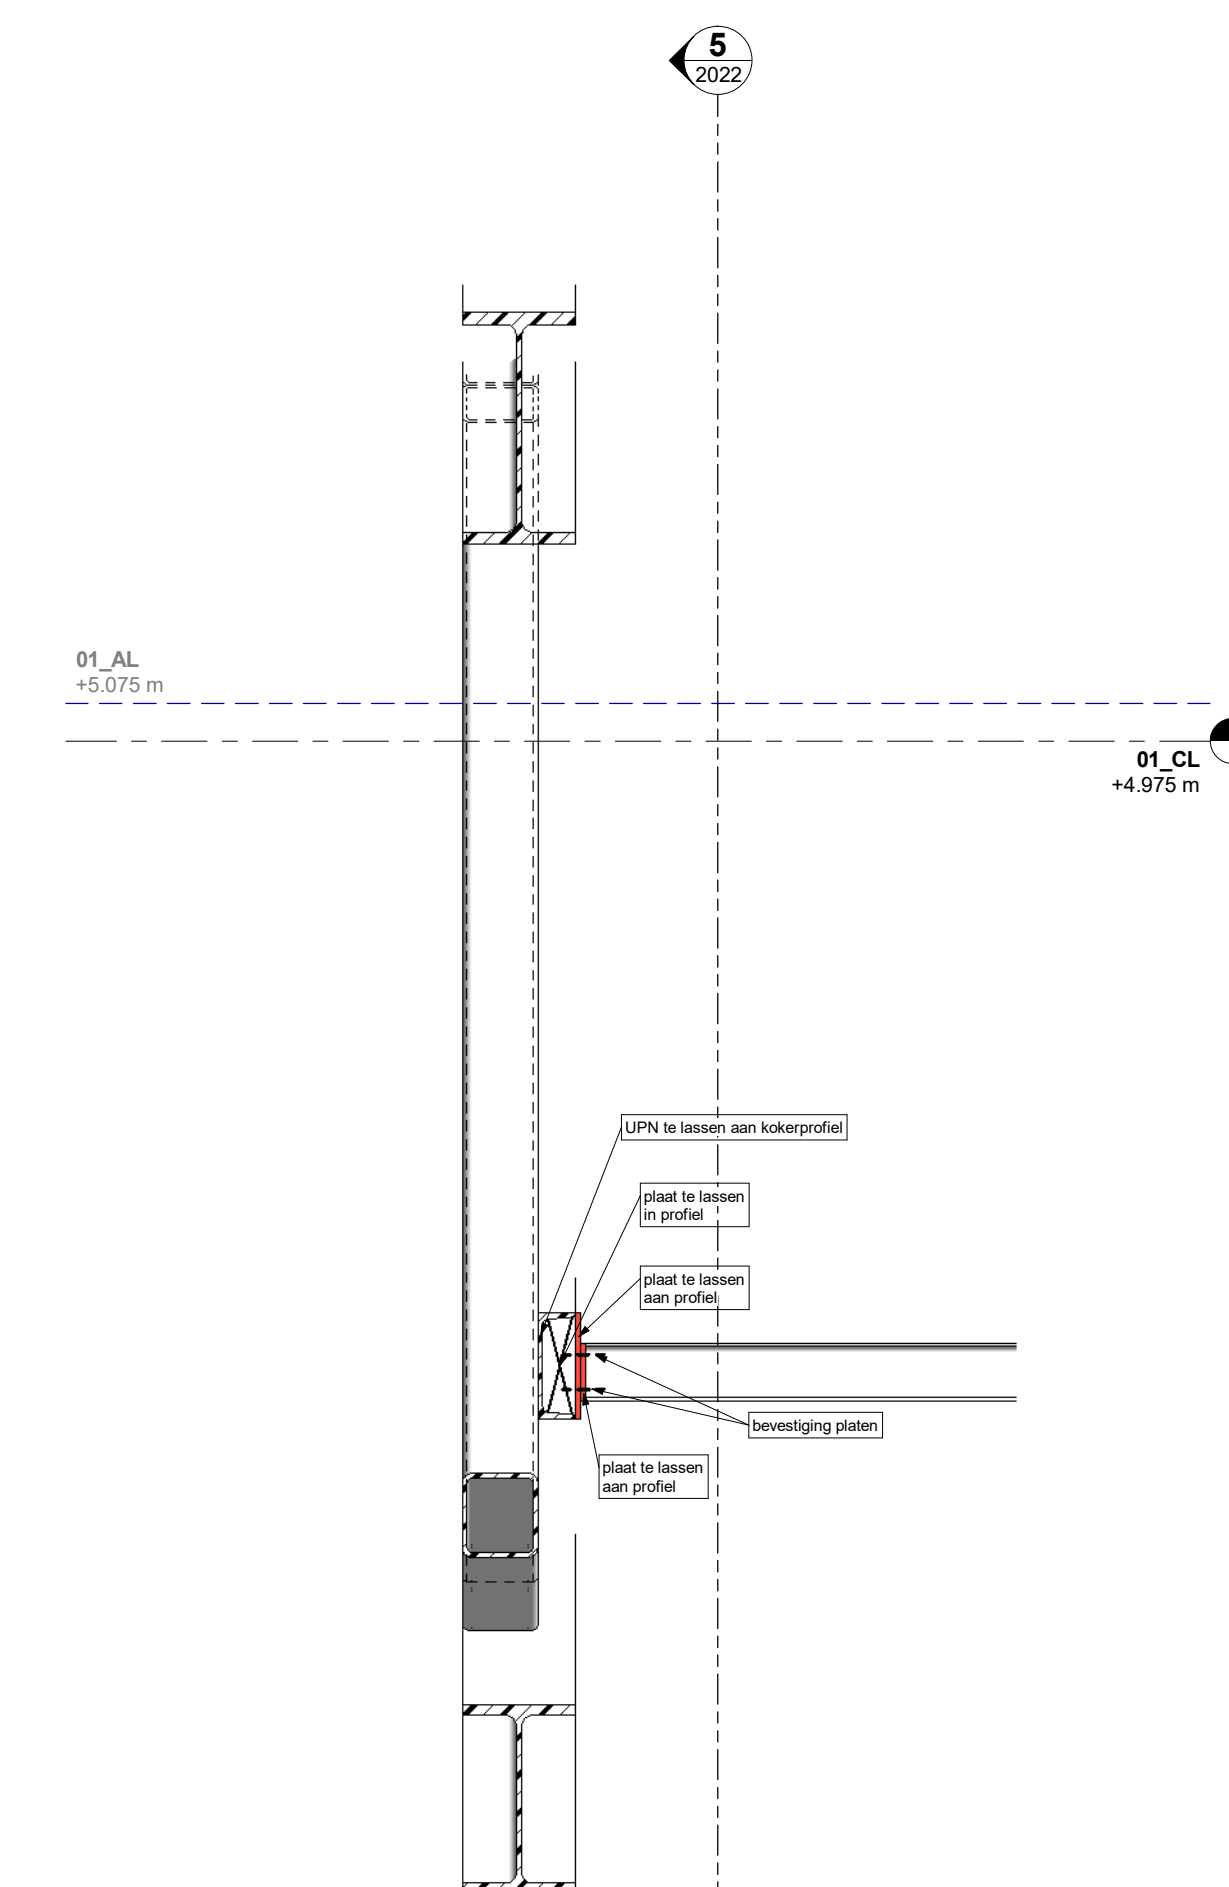 5
2022
01_AL
+5.075 m
01_CL
+4.975 m
UPN te lassen aan kokerprofiel
plaat te lassen
in profiel
plaat te lassen
aan profiel
bevestiging platen
plaat te lassen
aan profiel